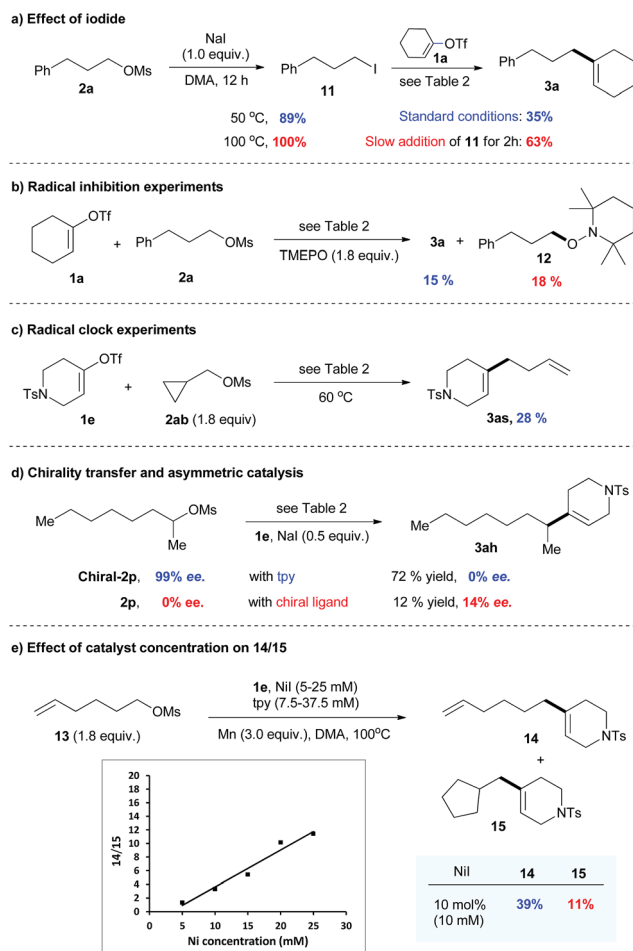 a) Effect of iodide
Ph
OMs
2a
NaI
(1.0 equiv.)
DMA, 12 h
Ph
I
11
OTf
1a
see Table 2
Ph
3a
50 °C, 89%
100 °C, 100%
Standard conditions: 35%
Slow addition of 11 for 2h: 63%
b) Radical inhibition experiments
OTf
1a
+
Ph
OMs
2a
see Table 2
TMEPO (1.8 equiv.)
3a
+
Ph
O
N
12
15 %
18 %
c) Radical clock experiments
OTf
TsN
1e
+
OMs
2ab (1.8 equiv)
see Table 2
60 °C
TsN
3as, 28 %
d) Chirality transfer and asymmetric catalysis
Me
OMs
Me
see Table 2
1e, NaI (0.5 equiv.)
Me
Me
NTs
3ah
Chiral-2p, 99% ee. with tpy 72 % yield, 0% ee.
2p, 0% ee. with chiral ligand 12 % yield, 14% ee.
e) Effect of catalyst concentration on 14/15
OMs
13 (1.8 equiv.)
1e, NiI (5-25 mM)
tpy (7.5-37.5 mM)
Mn (3.0 equiv.), DMA, 100°C
14
NTs
+
15
NTs
14/15
20
18
16
14
12
10
8
6
4
2
0
0 5 10 15 20 25 30
Ni concentration (mM)
NiI 14 15
10 mol% 39% 11%
(10 mM)